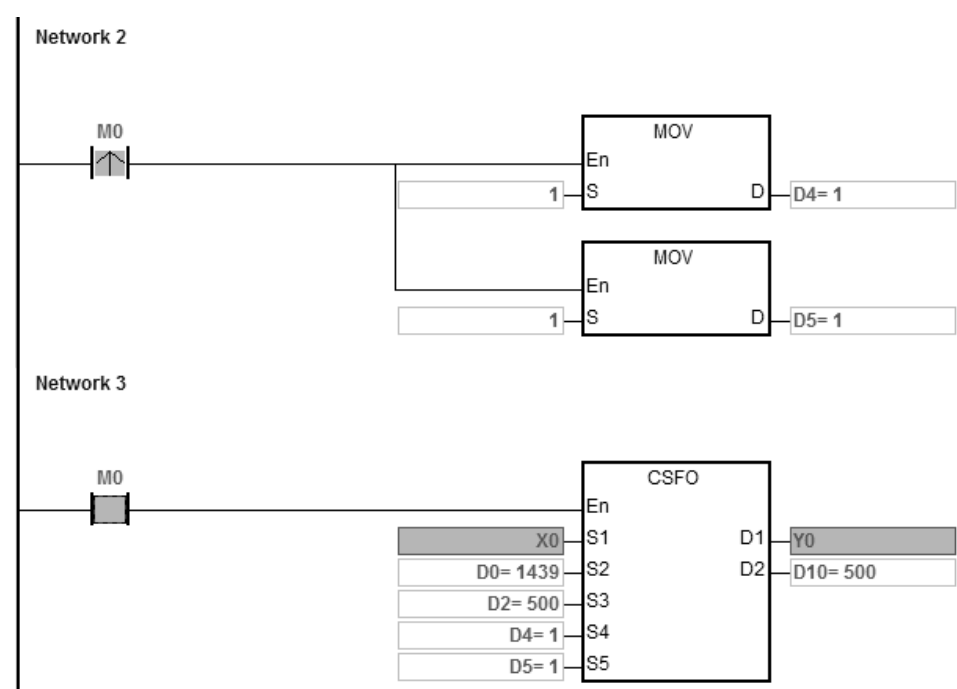 Network 2
M0
MOV
En
1 S D D4= 1
MOV
En
1 S D D5= 1
Network 3
M0
CSFO
En
X0 S1 D1 Y0
D0= 1439 S2 D2 D10= 500
D2= 500 S3
D4= 1 S4
D5= 1 S5